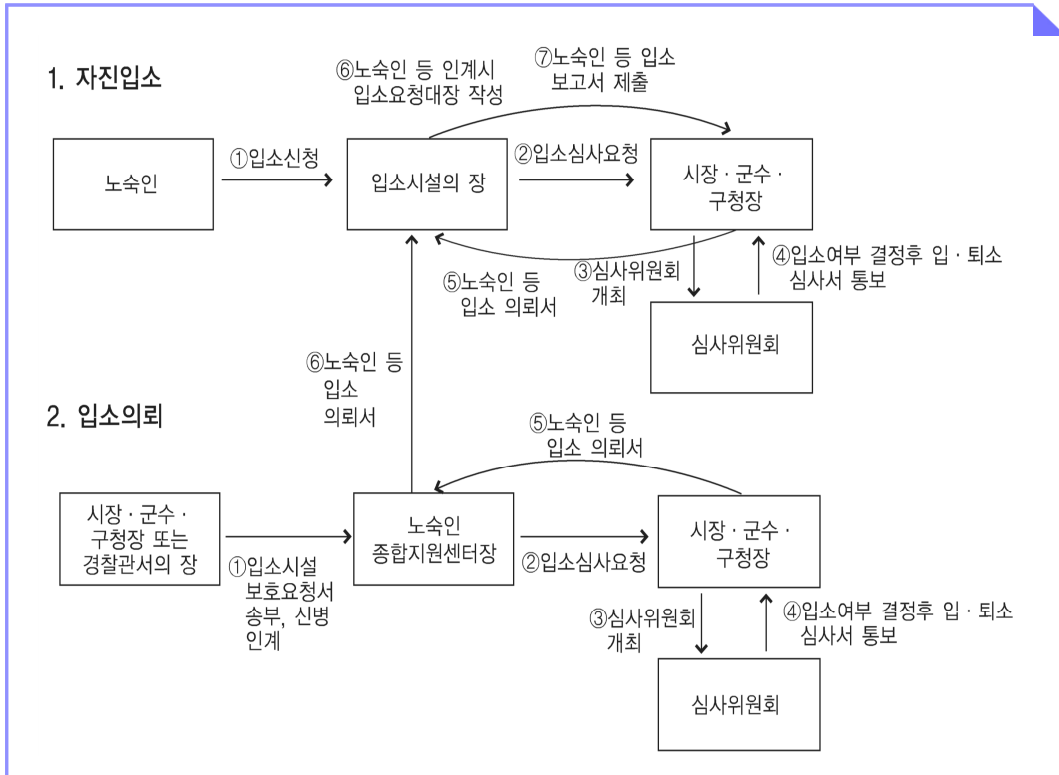 1. 자진입소
⑥노숙인 등 인계시
입소요청대장 작성
⑦노숙인 등 입소
보고서 제출
노숙인
①입소신청
입소시설의 장
②입소심사요청
시장 · 군수 ·
구청장
⑤노숙인 등
입소 의뢰서
③심사위원회
개최
④입소여부 결정후 입 · 퇴소
심사서 통보
심사위원회
⑥노숙인 등
입소
의뢰서
2. 입소의뢰
⑤노숙인 등
입소 의뢰서
시장 · 군수 ·
구청장 또는
경찰관서의 장
①입소시설
보호요청서
송부, 신병
인계
노숙인
종합지원센터장
②입소심사요청
시장 · 군수 ·
구청장
③심사위원회
개최
④입소여부 결정후 입 · 퇴소
심사서 통보
심사위원회